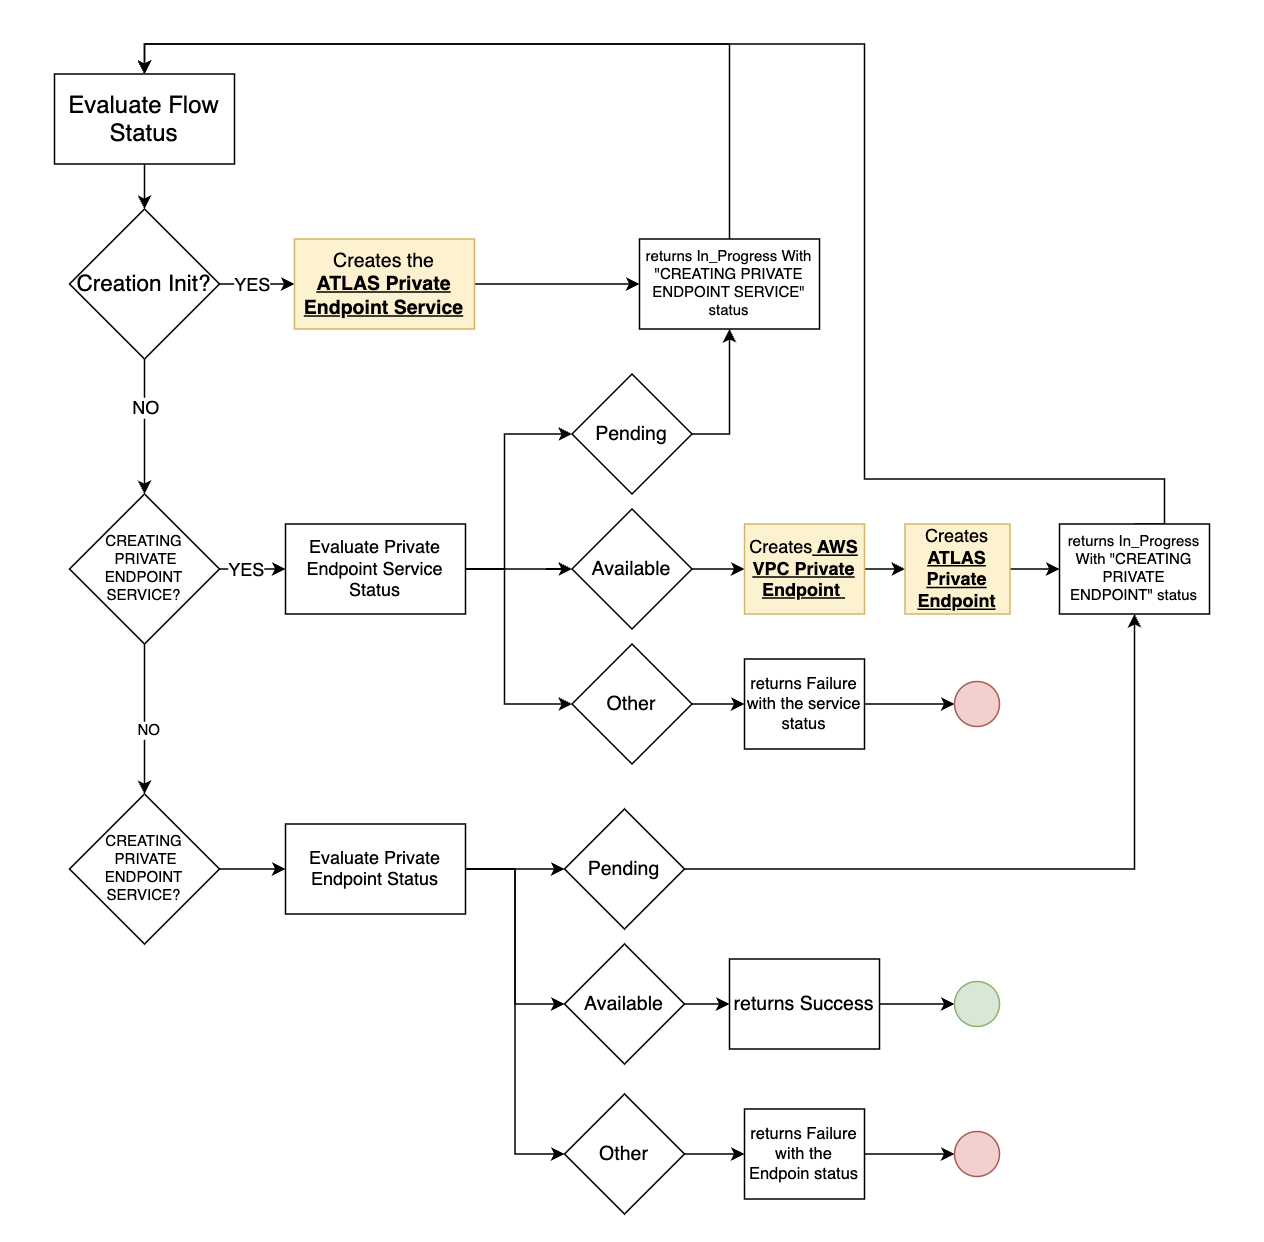 Evaluate Flow
Status
Creation Init?
YES
Creates the
ATLAS Private
Endpoint Service
returns In_Progress With
"CREATING PRIVATE
ENDPOINT SERVICE"
status
NO
Pending
CREATING
PRIVATE
ENDPOINT
SERVICE?
YES
Evaluate Private
Endpoint Service
Status
Available
Creates AWS
VPC Private
Endpoint
Creates
ATLAS
Private
Endpoint
returns In_Progress
With "CREATING
PRIVATE
ENDPOINT" status
Other
returns Failure
with the service
status
NO
CREATING
PRIVATE
ENDPOINT
SERVICE?
Evaluate Private
Endpoint Status
Pending
Available
returns Success
Other
returns Failure
with the
Endpoin status